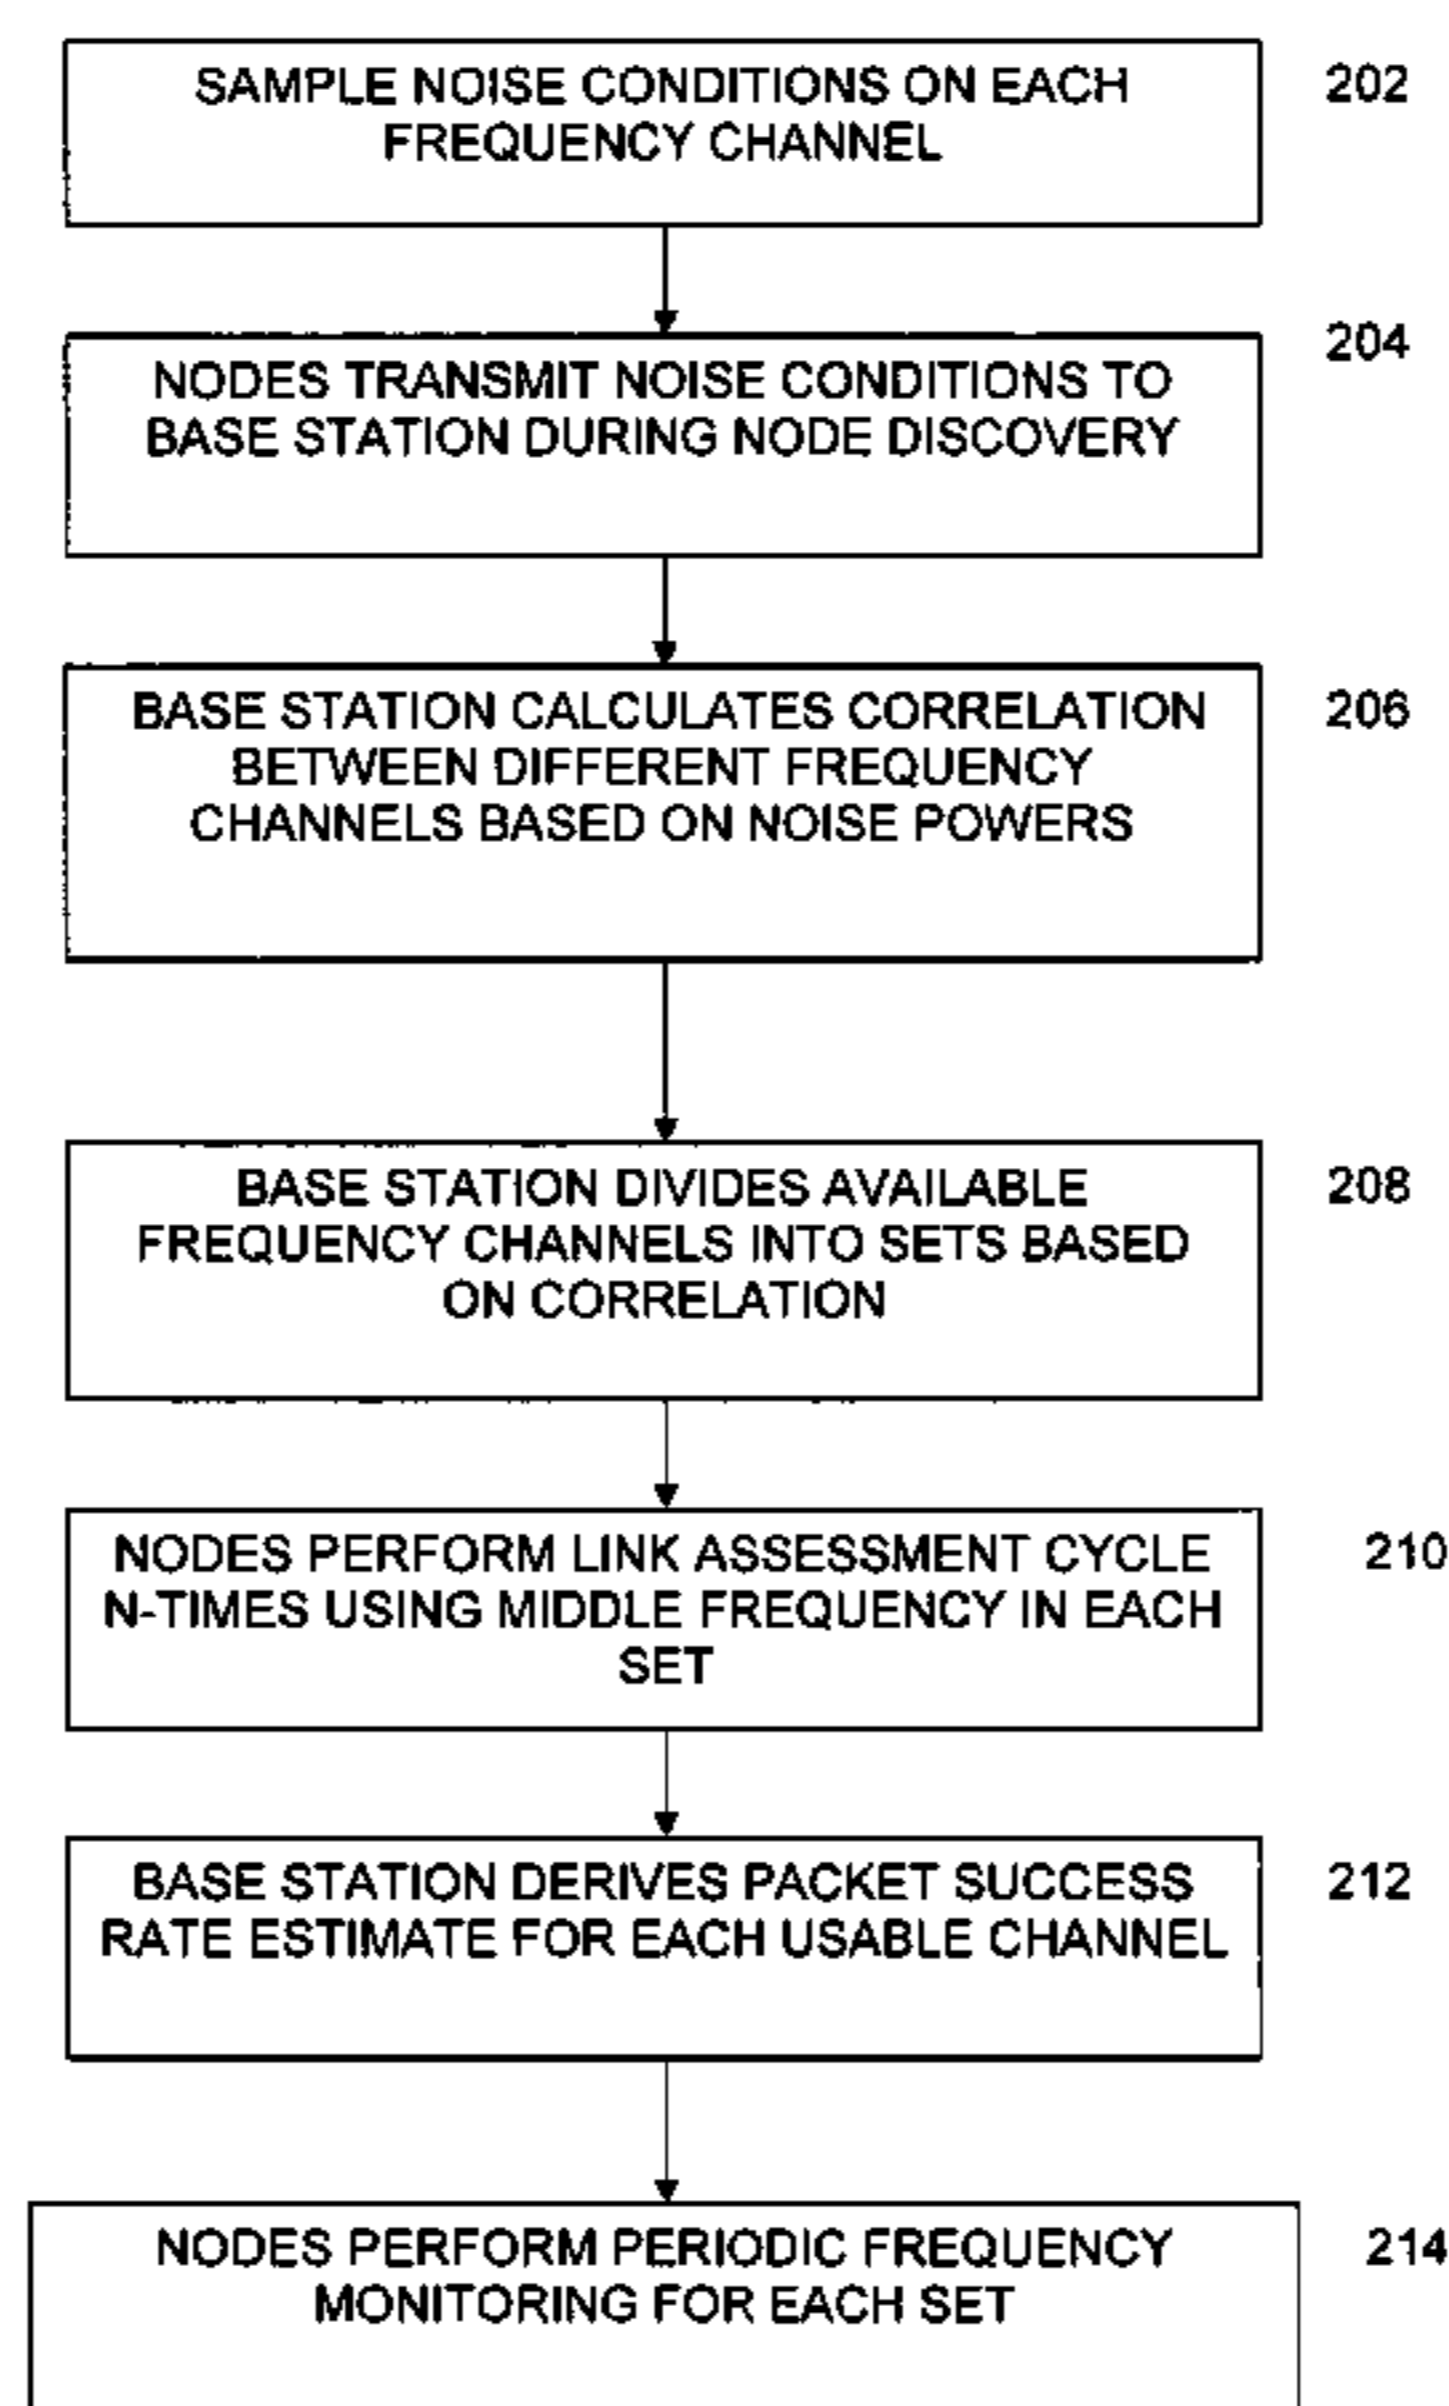 SAMPLE NOISE CONDITIONS ON EACH
FREQUENCY CHANNEL
202
NODES TRANSMIT NOISE CONDITIONS TO
BASE STATION DURING NODE DISCOVERY
204
BASE STATION CALCULATES CORRELATION
BETWEEN DIFFERENT FREQUENCY
CHANNELS BASED ON NOISE POWERS
206
BASE STATION DIVIDES AVAILABLE
FREQUENCY CHANNELS INTO SETS BASED
ON CORRELATION
208
NODES PERFORM LINK ASSESSMENT CYCLE
N-TIMES USING MIDDLE FREQUENCY IN EACH
SET
210
BASE STATION DERIVES PACKET SUCCESS
RATE ESTIMATE FOR EACH USABLE CHANNEL
212
NODES PERFORM PERIODIC FREQUENCY
MONITORING FOR EACH SET
214